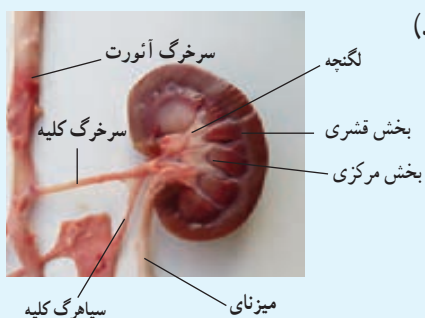 .)
سرخرگ آئورت
لگنچه
سرخرگ کلیه
بخش قشری
بخش مرکزی
میزنای
سیاهرگ کلیه